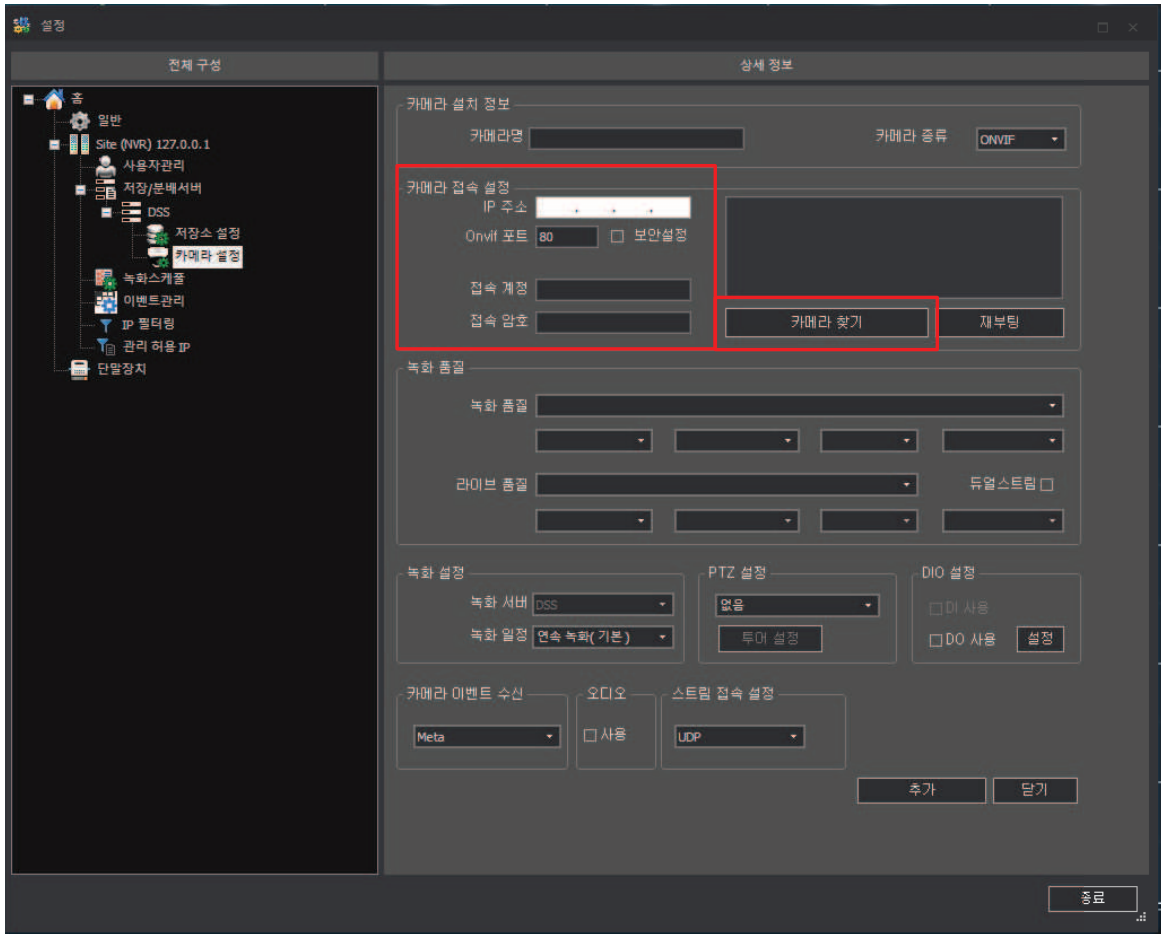 설정
전체 구성
상세 정보
홈
일반
Site (NVR) 127.0.0.1
사용자관리
저장/분배서버
DSS
저장소 설정
카메라 설정
녹화스케줄
이벤트관리
IP 필터링
관리 허용 IP
단말장치
카메라 설치 정보
카메라명
카메라 종류 ONVIF
카메라 접속 설정
IP 주소 . . .
Onvif 포트 80 보안설정
접속 계정
접속 암호
카메라 찾기 재부팅
녹화 품질
녹화 품질
라이브 품질 듀얼스트림
녹화 설정
녹화 서버 DSS
녹화 일정 연속 녹화(기본)
PTZ 설정
없음
투어 설정
DIO 설정
DI 사용
DO 사용 설정
카메라 이벤트 수신
Meta
오디오
사용
스트림 접속 설정
UDP
추가 닫기
종료